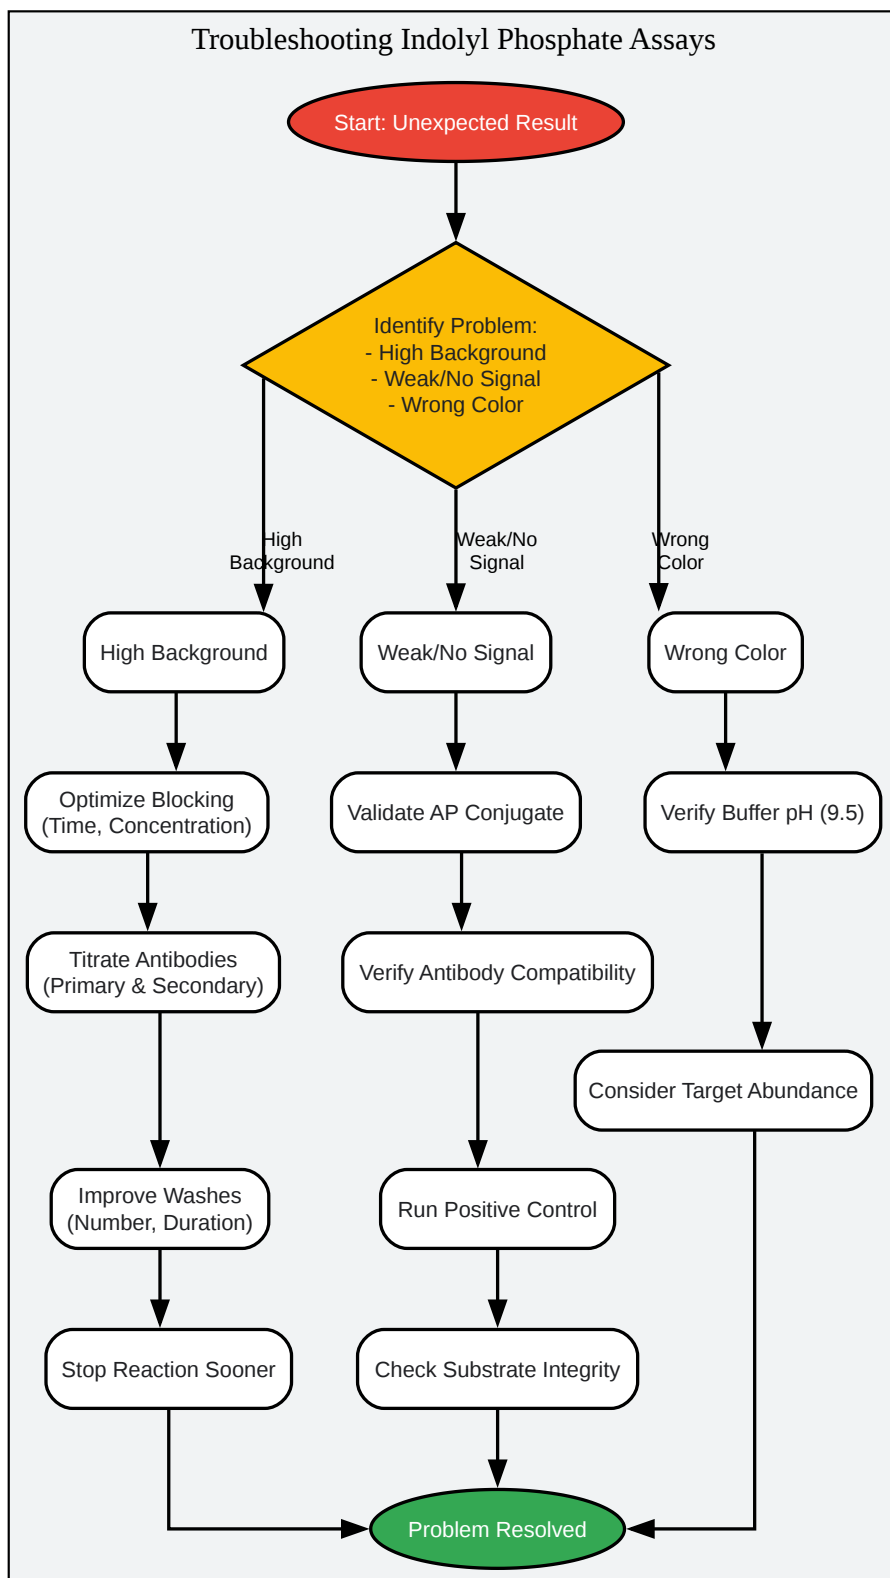 Troubleshooting Indolyl Phosphate Assays
Start: Unexpected Result
Identify Problem:
- High Background
- Weak/No Signal
- Wrong Color
High
Background
Weak/No
Signal
Wrong
Color
High Background
Weak/No Signal
Wrong Color
Optimize Blocking
(Time, Concentration)
Validate AP Conjugate
Verify Buffer pH (9.5)
Titrate Antibodies
(Primary & Secondary)
Verify Antibody Compatibility
Consider Target Abundance
Improve Washes
(Number, Duration)
Run Positive Control
Stop Reaction Sooner
Check Substrate Integrity
Problem Resolved